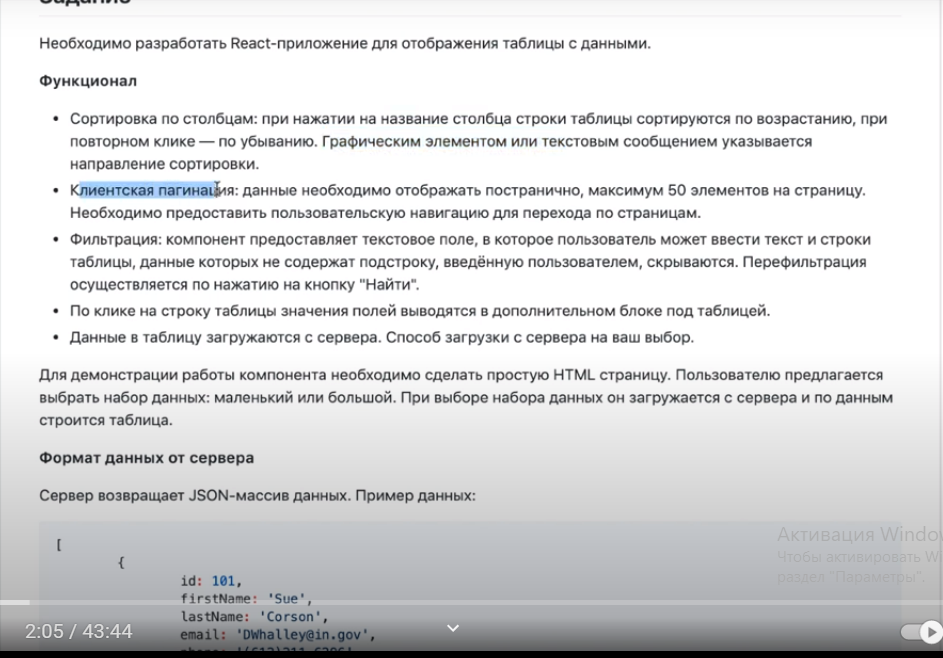 Задание
Необходимо разработать React-приложение для отображения таблицы с данными.
Функционал
• Сортировка по столбцам: при нажатии на название столбца строки таблицы сортируются по возрастанию, при
повторном клике — по убыванию. Графическим элементом или текстовым сообщением указывается
направление сортировки.
• Клиентская пагинация: данные необходимо отображать постранично, максимум 50 элементов на страницу.
Необходимо предоставить пользовательскую навигацию для перехода по страницам.
• Фильтрация: компонент предоставляет текстовое поле, в которое пользователь может ввести текст и строки
таблицы, данные которых не содержат подстроку, введённую пользователем, скрываются. Перефильтрация
осуществляется по нажатию на кнопку "Найти".
• По клике на строку таблицы значения полей выводятся в дополнительном блоке под таблицей.
• Данные в таблицу загружаются с сервера. Способ загрузки с сервера на ваш выбор.
Для демонстрации работы компонента необходимо сделать простую HTML страницу. Пользователю предлагается
выбрать набор данных: маленький или большой. При выборе набора данных он загружается с сервера и по данным
строится таблица.
Формат данных от сервера
Сервер возвращает JSON-массив данных. Пример данных:
[
{
id: 101,
firstName: 'Sue',
lastName: 'Corson',
email: 'DWhalley@in.gov',
Активация Windo
Чтобы активировать W
раздел "Параметры".
2:05 / 43:44